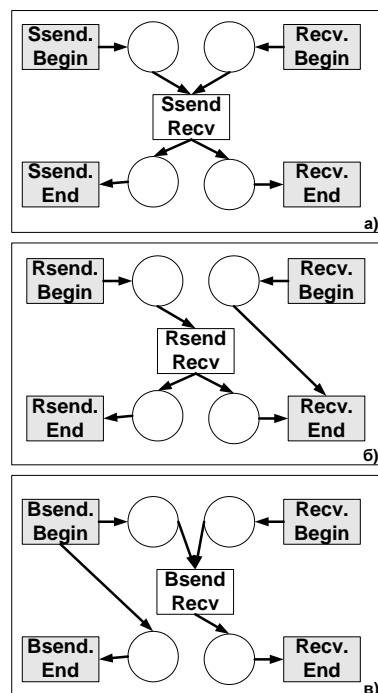 Ssend.
Begin
Recv.
Begin
Ssend
Recv
Ssend.
End
Recv.
End
а)
Rsend.
Begin
Recv.
Begin
Rsend
Recv
Rsend.
End
Recv.
End
б)
Bsend.
Begin
Recv.
Begin
Bsend
Recv
Bsend.
End
Recv.
End
в)